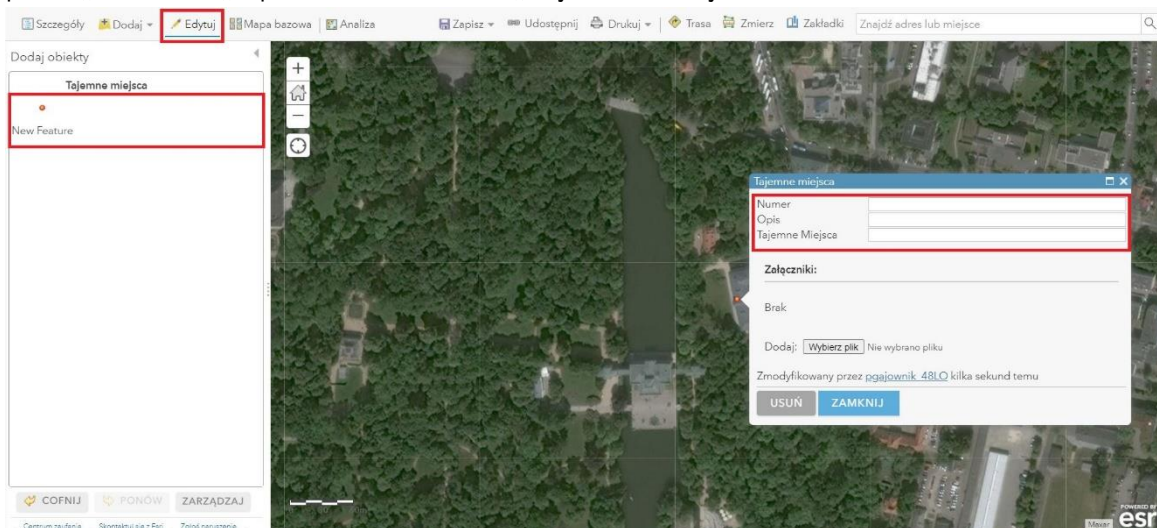 Szczegóły Dodaj Edytuj Mapa bazowa Analiza Zapisz Udostępnij Drukuj Trasa Zmierz Zakładki Znajdź adres lub miejsce
Dodaj obiekty
Tajemne miejsca
New Feature
Tajemne miejsca
Numer
Opis
Tajemne Miejsca
Załączniki:
Brak
Dodaj: Wybierz plik Nie wybrano pliku
Zmodyfikowany przez pgajownik_48LO kilka sekund temu
USUŃ ZAMKNIJ
COFNIJ PONÓW ZARZĄDZAJ
Centrum zaufania Skontaktuj się z Esri Zgłoś naruszenie
Maxar
POWERED BY
esri